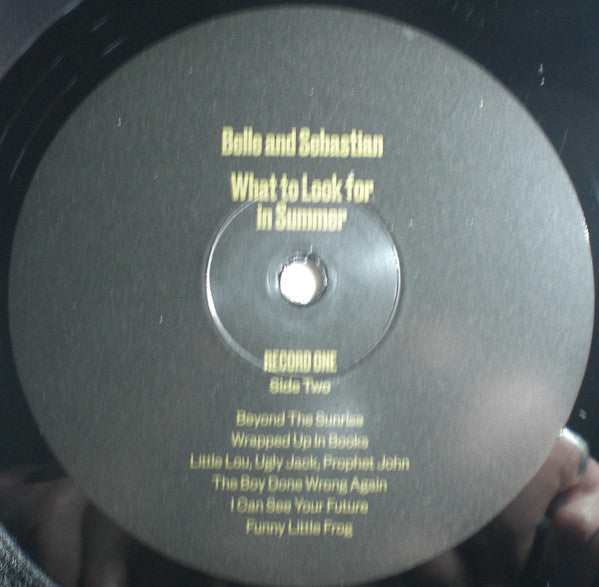 Belle and Sebastian
What to Look for
in Summer
RECORD ONE
Side Two
Beyond The Sunrise
Wrapped Up In Books
Little Lou, Ugly Jack, Prophet John
The Boy Done Wrong Again
I Can See Your Future
Funny Little Frog